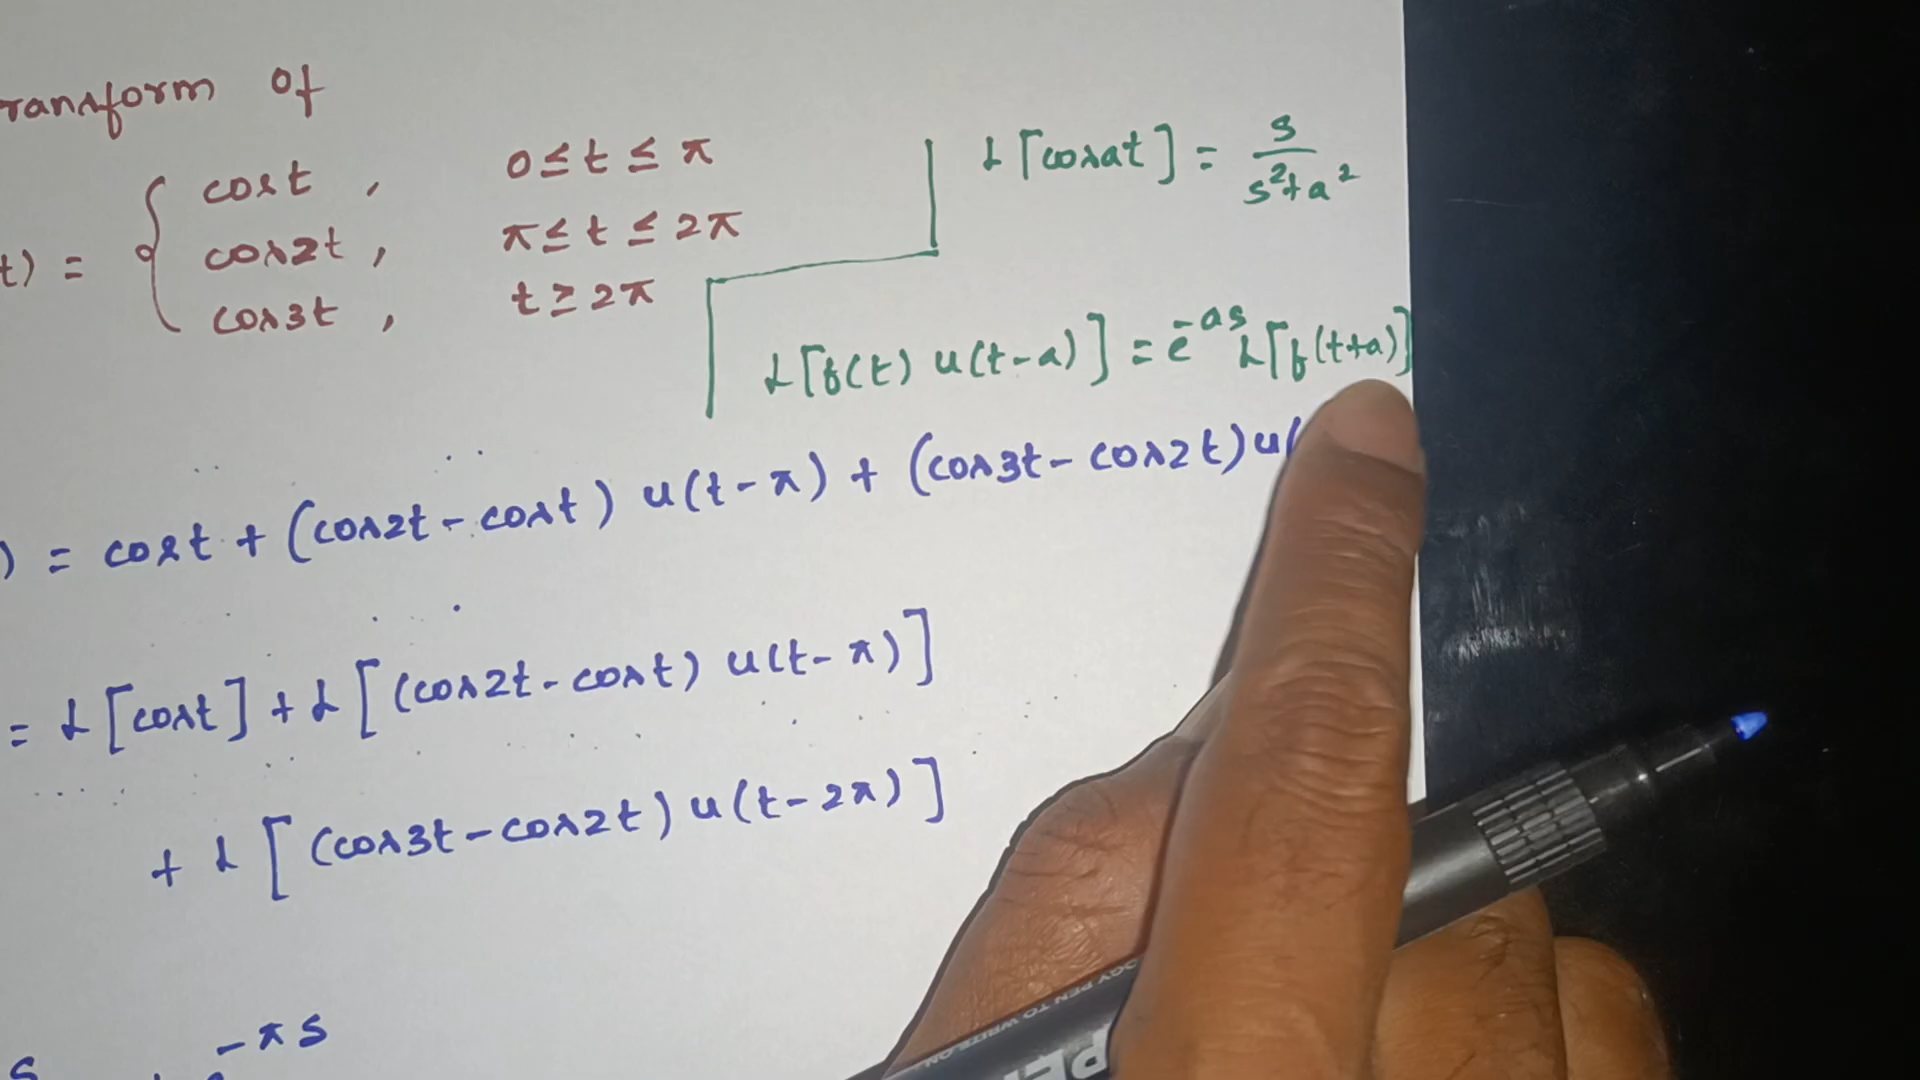 ransform of
cost , 0≤t≤π
t) = { cos2t , π≤t≤2π
cos3t , t≥2π
L[cosat] = s/(s²+a²)
L[f(t) u(t-a)] = e^-as L[f(t+a)]
) = cost + (cos2t - cost) u(t-π) + (cos3t - cos2t) u(
= L[cost] + L[(cos2t - cost) u(t-π)]
+ L[(cos3t - cos2t) u(t-2π)]
-πs